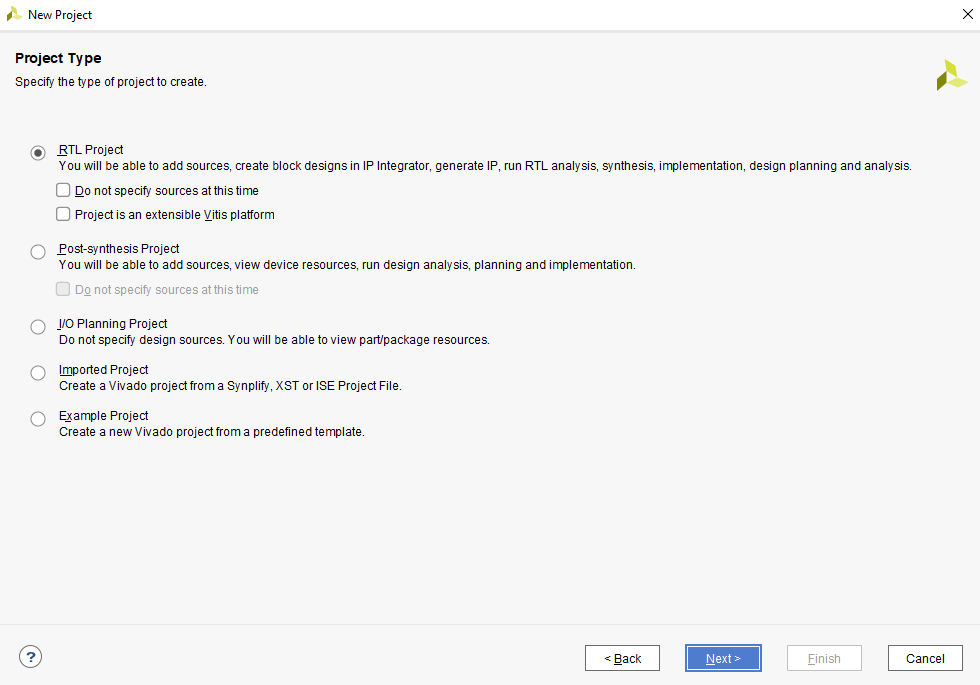 New Project
Project Type
Specify the type of project to create.
RTL Project
You will be able to add sources, create block designs in IP Integrator, generate IP, run RTL analysis, synthesis, implementation, design planning and analysis.
Do not specify sources at this time
Project is an extensible Vitis platform
Post-synthesis Project
You will be able to add sources, view device resources, run design analysis, planning and implementation.
Do not specify sources at this time
I/O Planning Project
Do not specify design sources. You will be able to view part/package resources.
Imported Project
Create a Vivado project from a Synplify, XST or ISE Project File.
Example Project
Create a new Vivado project from a predefined template.
? < Back Next > Finish Cancel